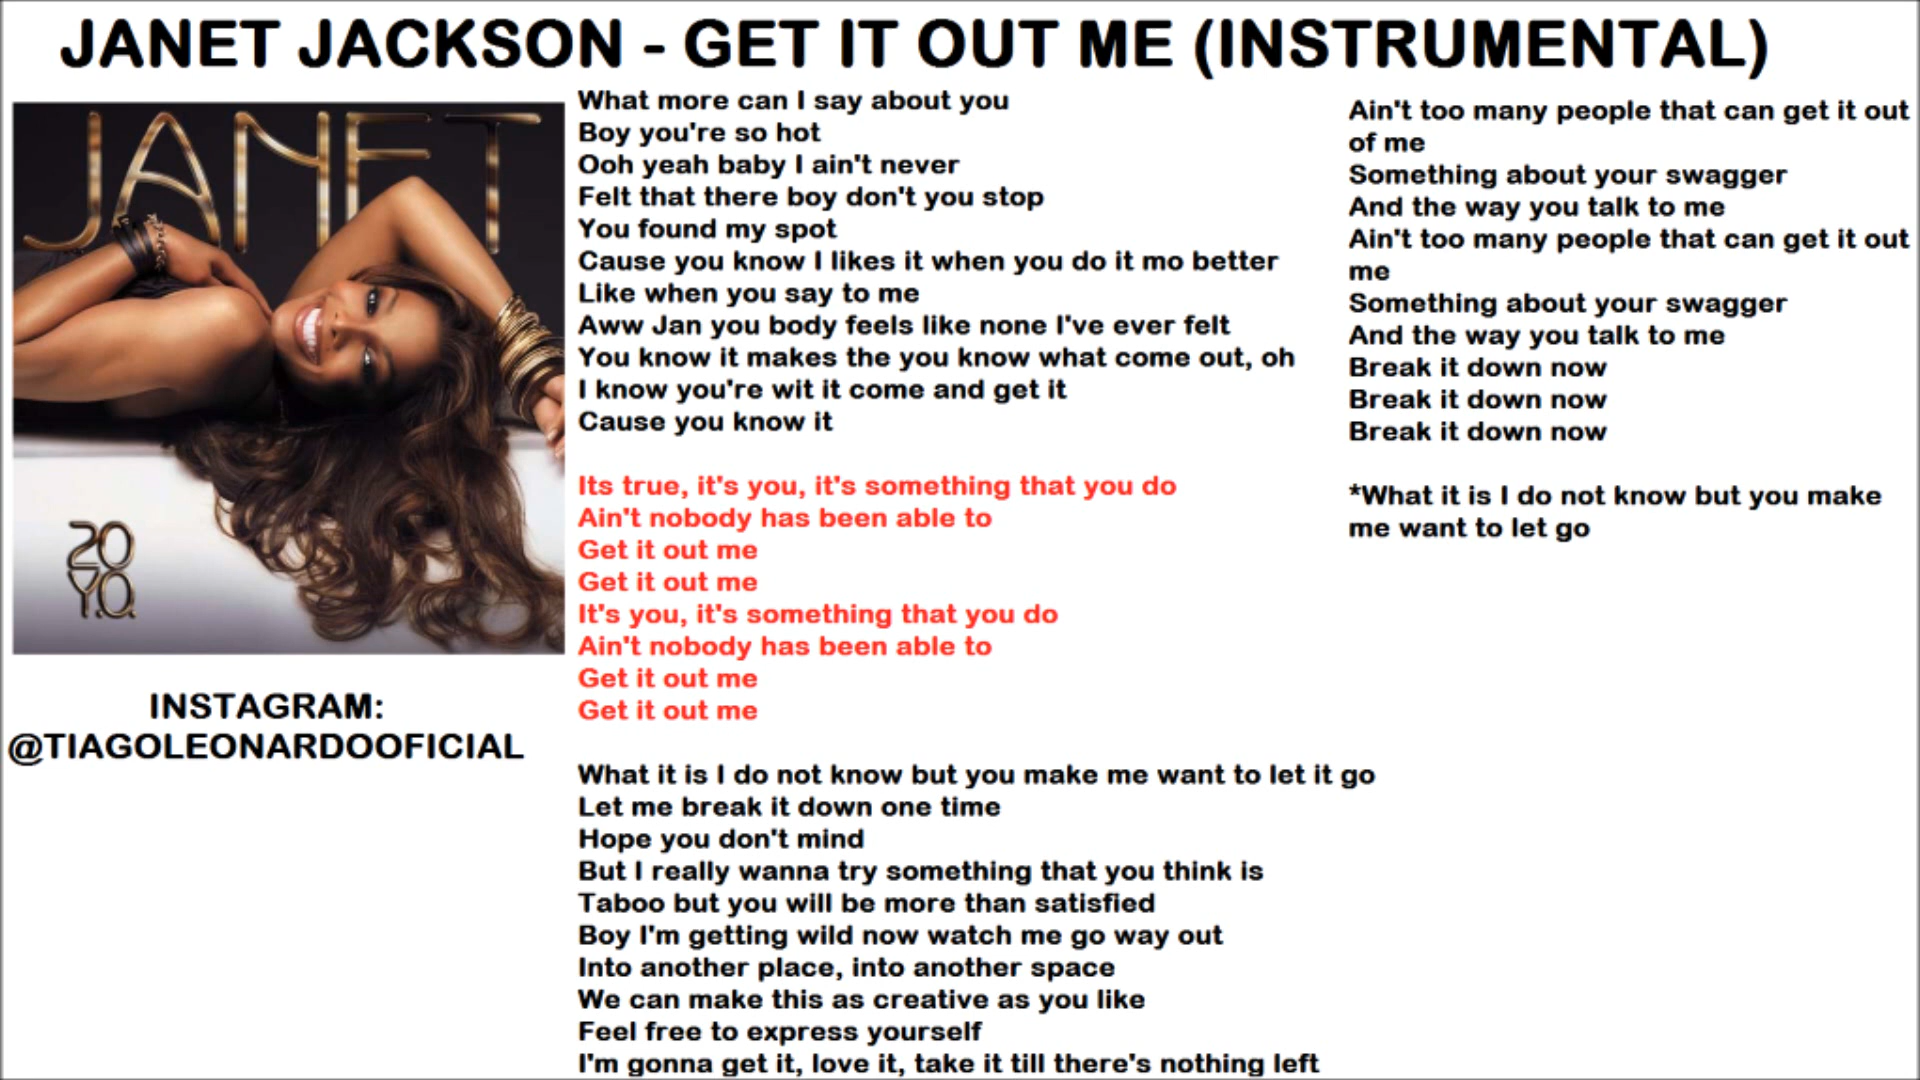 JANET JACKSON - GET IT OUT ME (INSTRUMENTAL)
JANET
20
Y.O.
INSTAGRAM:
@TIAGOLEONARDOOFICIAL
What more can I say about you
Boy you're so hot
Ooh yeah baby I ain't never
Felt that there boy don't you stop
You found my spot
Cause you know I likes it when you do it mo better
Like when you say to me
Aww Jan you body feels like none I've ever felt
You know it makes the you know what come out, oh
I know you're wit it come and get it
Cause you know it
Its true, it's you, it's something that you do
Ain't nobody has been able to
Get it out me
Get it out me
It's you, it's something that you do
Ain't nobody has been able to
Get it out me
Get it out me
What it is I do not know but you make me want to let it go
Let me break it down one time
Hope you don't mind
But I really wanna try something that you think is
Taboo but you will be more than satisfied
Boy I'm getting wild now watch me go way out
Into another place, into another space
We can make this as creative as you like
Feel free to express yourself
I'm gonna get it, love it, take it till there's nothing left
Ain't too many people that can get it out
of me
Something about your swagger
And the way you talk to me
Ain't too many people that can get it out
me
Something about your swagger
And the way you talk to me
Break it down now
Break it down now
Break it down now
*What it is I do not know but you make
me want to let go